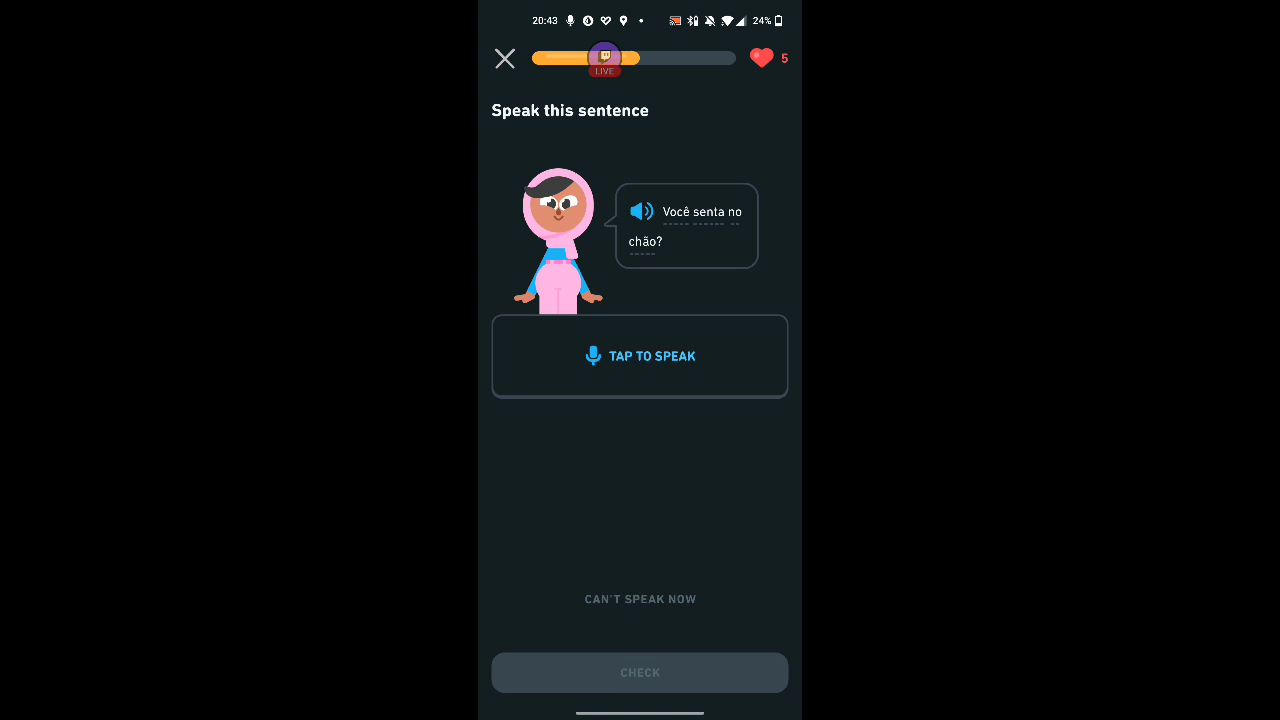 20:43 24%
LIVE
5
Speak this sentence
Você senta no
chão?
TAP TO SPEAK
CAN'T SPEAK NOW
CHECK